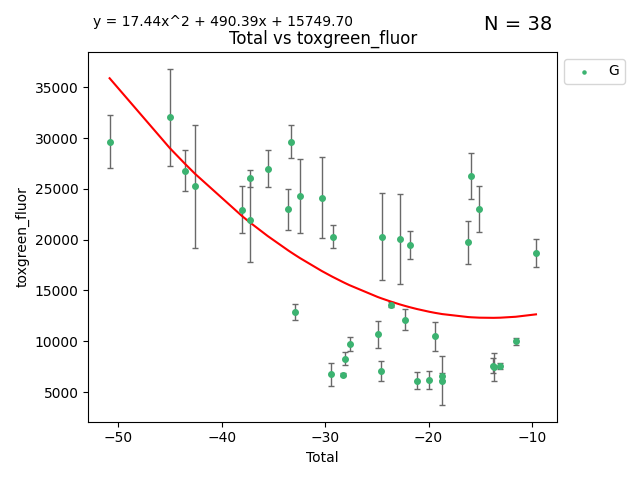 y = 17.44x^2 + 490.39x + 15749.70
N = 38
Total vs toxgreen_fluor
G
toxgreen_fluor
35000
30000
25000
20000
15000
10000
5000
−50
−40
−30
−20
−10
Total